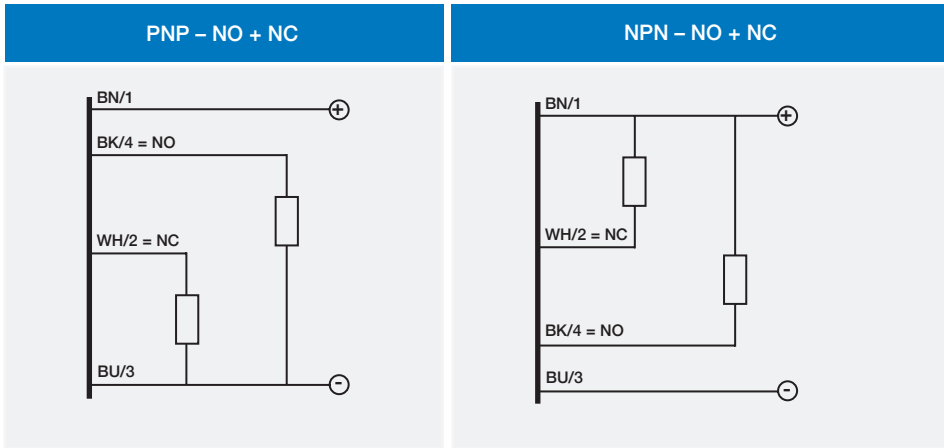 PNP – NO + NC
BN/1
+
BK/4 = NO
WH/2 = NC
BU/3
-
NPN – NO + NC
BN/1
+
WH/2 = NC
BK/4 = NO
BU/3
-